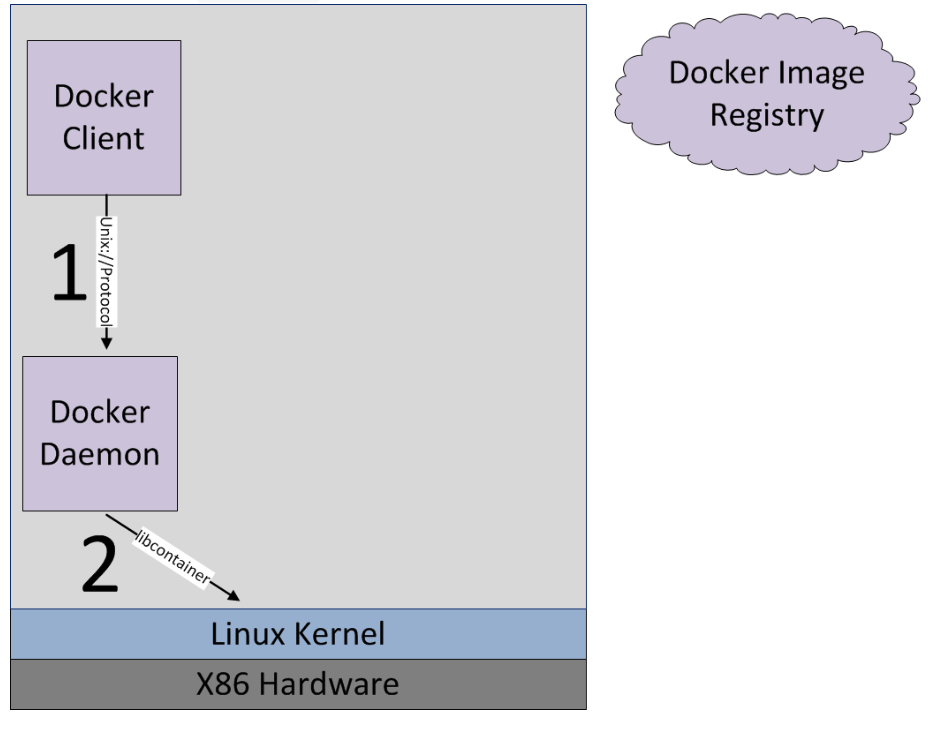 Docker
Client
Docker Image
Registry
1
Unix://Protocol
Docker
Daemon
2
libcontainer
Linux Kernel
X86 Hardware